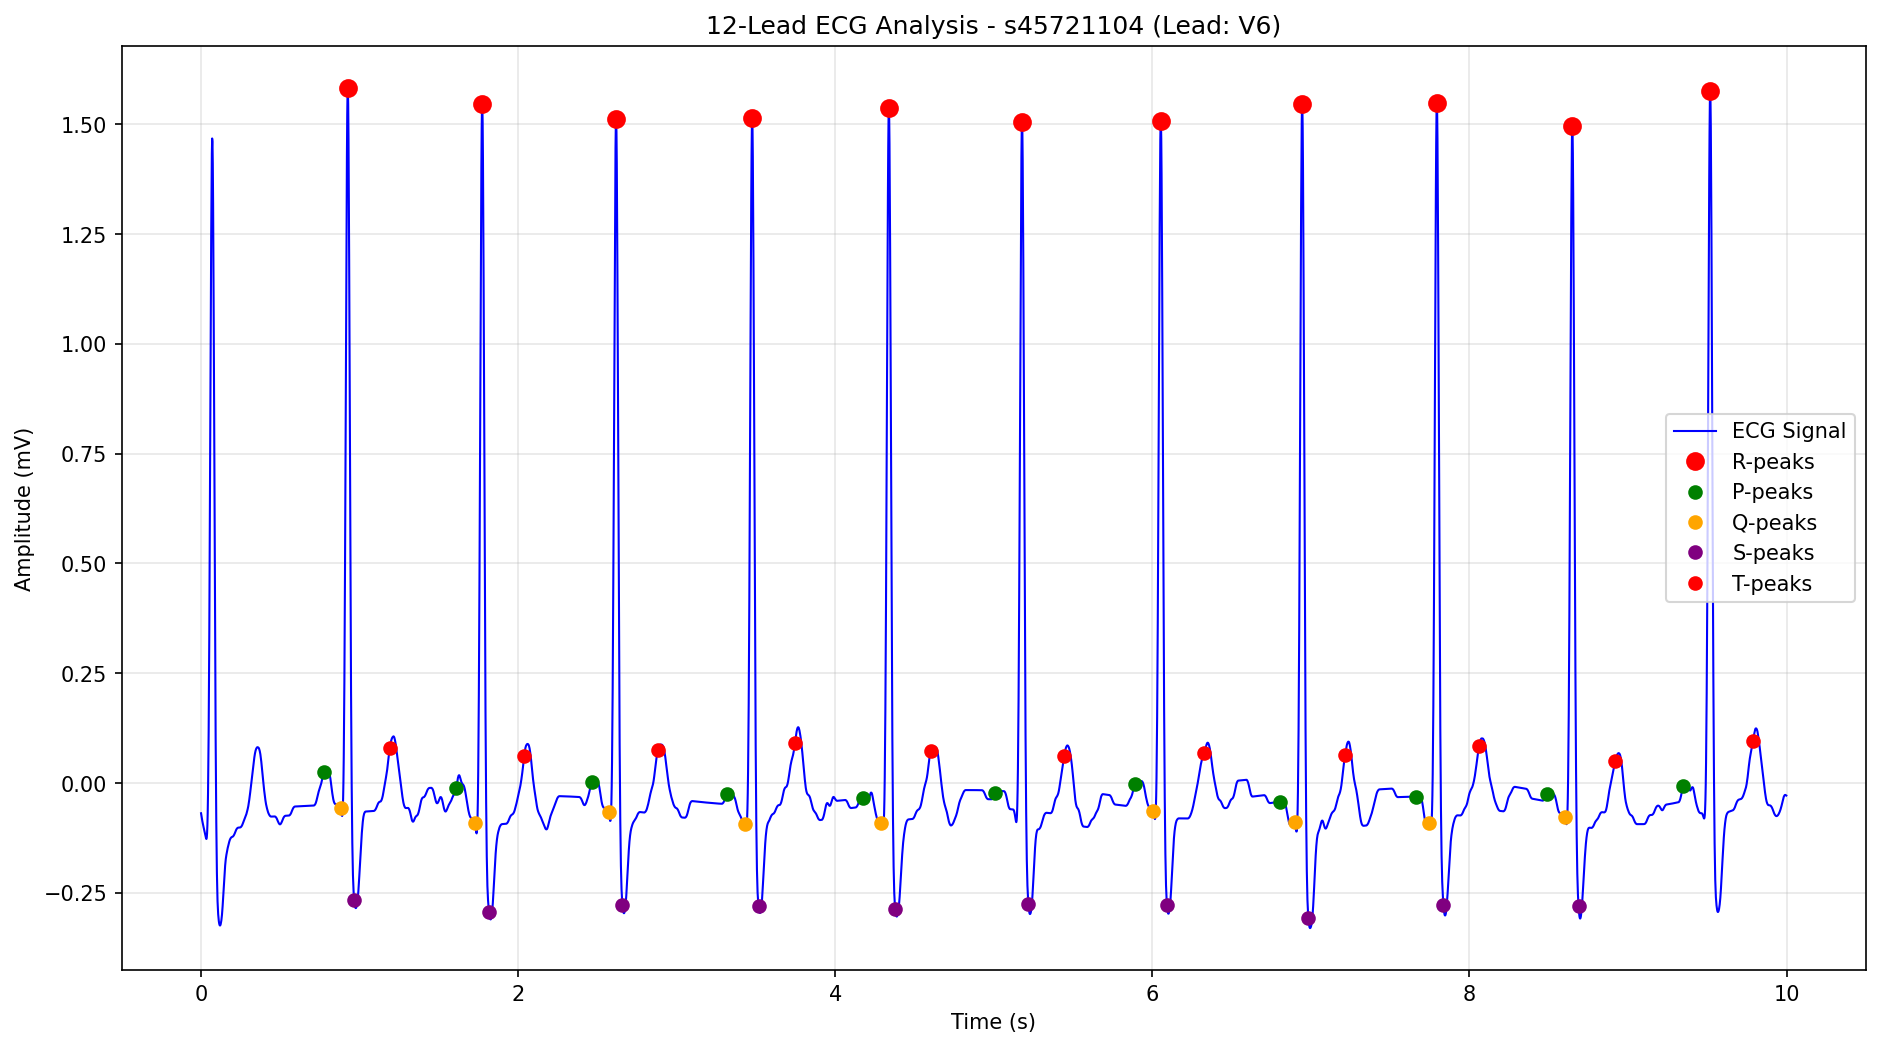 12-Lead ECG Analysis - s45721104 (Lead: V6)
Amplitude (mV)
1.50
1.25
1.00
0.75
0.50
0.25
0.00
−0.25
ECG Signal
R-peaks
P-peaks
Q-peaks
S-peaks
T-peaks
0 2 4 6 8 10
Time (s)